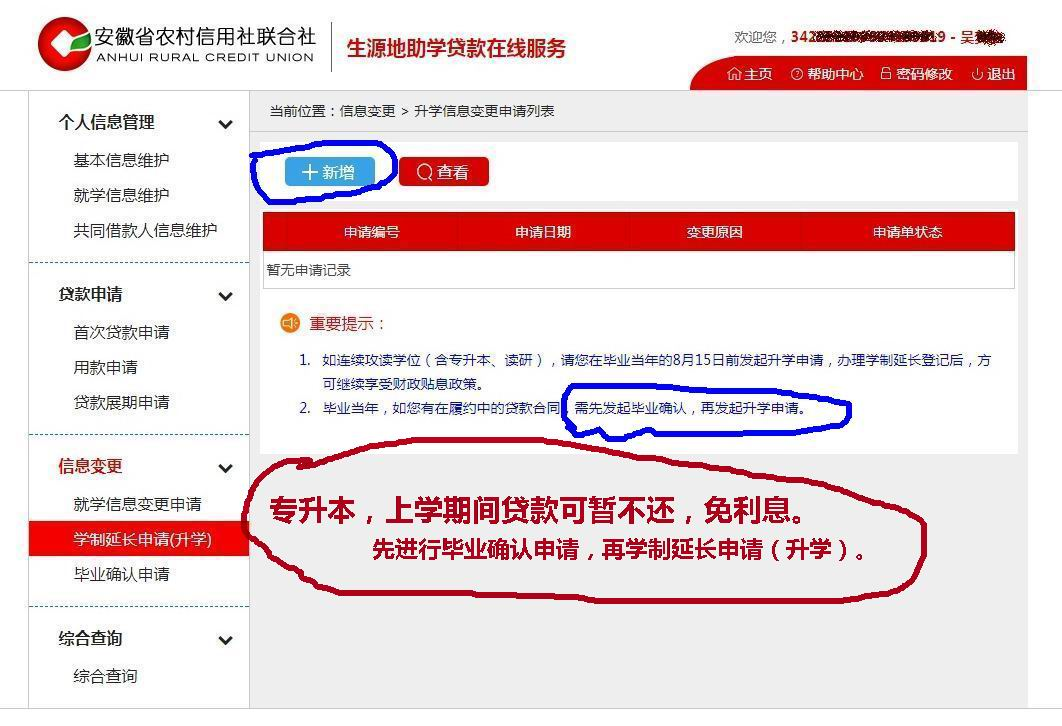 安徽省农村信用社联合社
ANHUI RURAL CREDIT UNION
生源地助学贷款在线服务
欢迎您，342 9 - 吴
主页 帮助中心 密码修改 退出
个人信息管理
基本信息维护
就学信息维护
共同借款人信息维护
贷款申请
首次贷款申请
用款申请
贷款展期申请
信息变更
就学信息变更申请
学制延长申请(升学)
毕业确认申请
综合查询
综合查询
当前位置：信息变更 > 升学信息变更申请列表
新增 查看
申请编号 申请日期 变更原因 申请单状态
暂无申请记录
重要提示：
1. 如连续攻读学位（含专升本、读研），请您在毕业当年的8月15日前发起升学申请，办理学制延长登记后，方
可继续享受财政贴息政策。
2. 毕业当年，如您有在履约中的贷款合同，需先发起毕业确认，再发起升学申请。
专升本，上学期间贷款可暂不还，免利息。
先进行毕业确认申请，再学制延长申请（升学）。